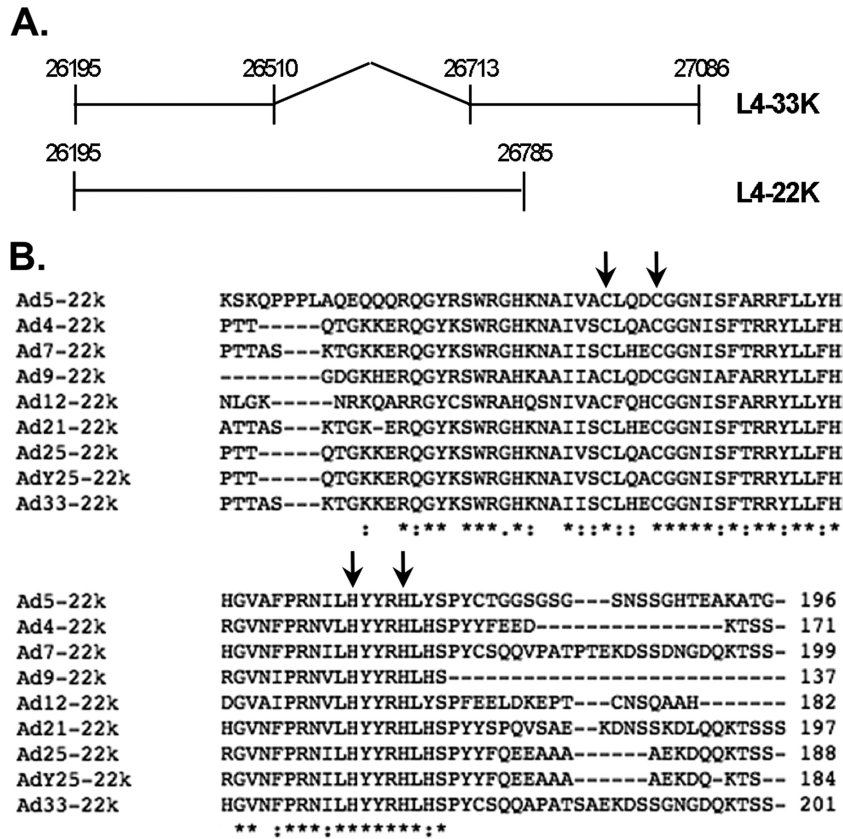 A.
26195 26510 26713 27086
L4-33K
26195 26785
L4-22K
B.
Ad5-22k KSKQPPPLAQEQQQRQGYRSWRGHKNAIVACLQDCGGNISFARRFLLYH
Ad4-22k PTT-----QTGKKERQGYKSWRGHKNAIVSCLQACGGNISFTRRYLLFH
Ad7-22k PTTAS---KTGKKERQGYKSWRGHKNAIISCLHECGGNISFTRRYLLFH
Ad9-22k --------GDGKHERQGYRSWRAHKAAIIACLQDCGGNIAFARRYLLFH
Ad12-22k NLGK-----NRKQARRGYCSWRAHQSNIVACFQHCGGNISFARRYLLYH
Ad21-22k ATTAS---KTGK-ERQGYKSWRGHKNAIISCLHECGGNISFTRRYLLFH
Ad25-22k PTT-----QTGKKERQGYKSWRGHKNAIVSCLQACGGNISFTRRYLLFH
AdY25-22k PTT-----QTGKKERQGYKSWRGHKNAIVSCLQACGGNISFTRRYLLFH
Ad33-22k PTTAS---KTGKKERQGYKSWRGHKNAIISCLHECGGNISFTRRYLLFH
: *:** ***.*: *::*:: *****:*:**:**:*
Ad5-22k HGVAFPRNILHYYRHLYSPYCTGGSGSG---SNSSGHTEAKATG- 196
Ad4-22k RGVNFPRNVLHYYRHLHSPYYFEED---------------KTSS- 171
Ad7-22k HGVNFPRNILHYYRHLHSPYCSQQVPATPTEKDSSDNGDQKTSS- 199
Ad9-22k RGVNIPRNVLHYYRHLHS--------------------------- 137
Ad12-22k DGVAIPRNVLHYYRHLYSPFEELDKEPT---CNSQAAH------- 182
Ad21-22k HGVNFPRNVLHYYRHLHSPYYSPQVSAE--KDNSSKDLQQKTSSS 197
Ad25-22k RGVNFPRNVLHYYRHLHSPYYFQEEAAA------AEKDQQKTSS- 188
AdY25-22k RGVNFPRNVLHYYRHLHSPYYFQEEAAA------AEKDQ-KTS-- 184
Ad33-22k HGVNFPRNILHYYRHLHSPYCSQQAPATSAEKDSSGNGDQKTSS- 201
** :***:*******:*